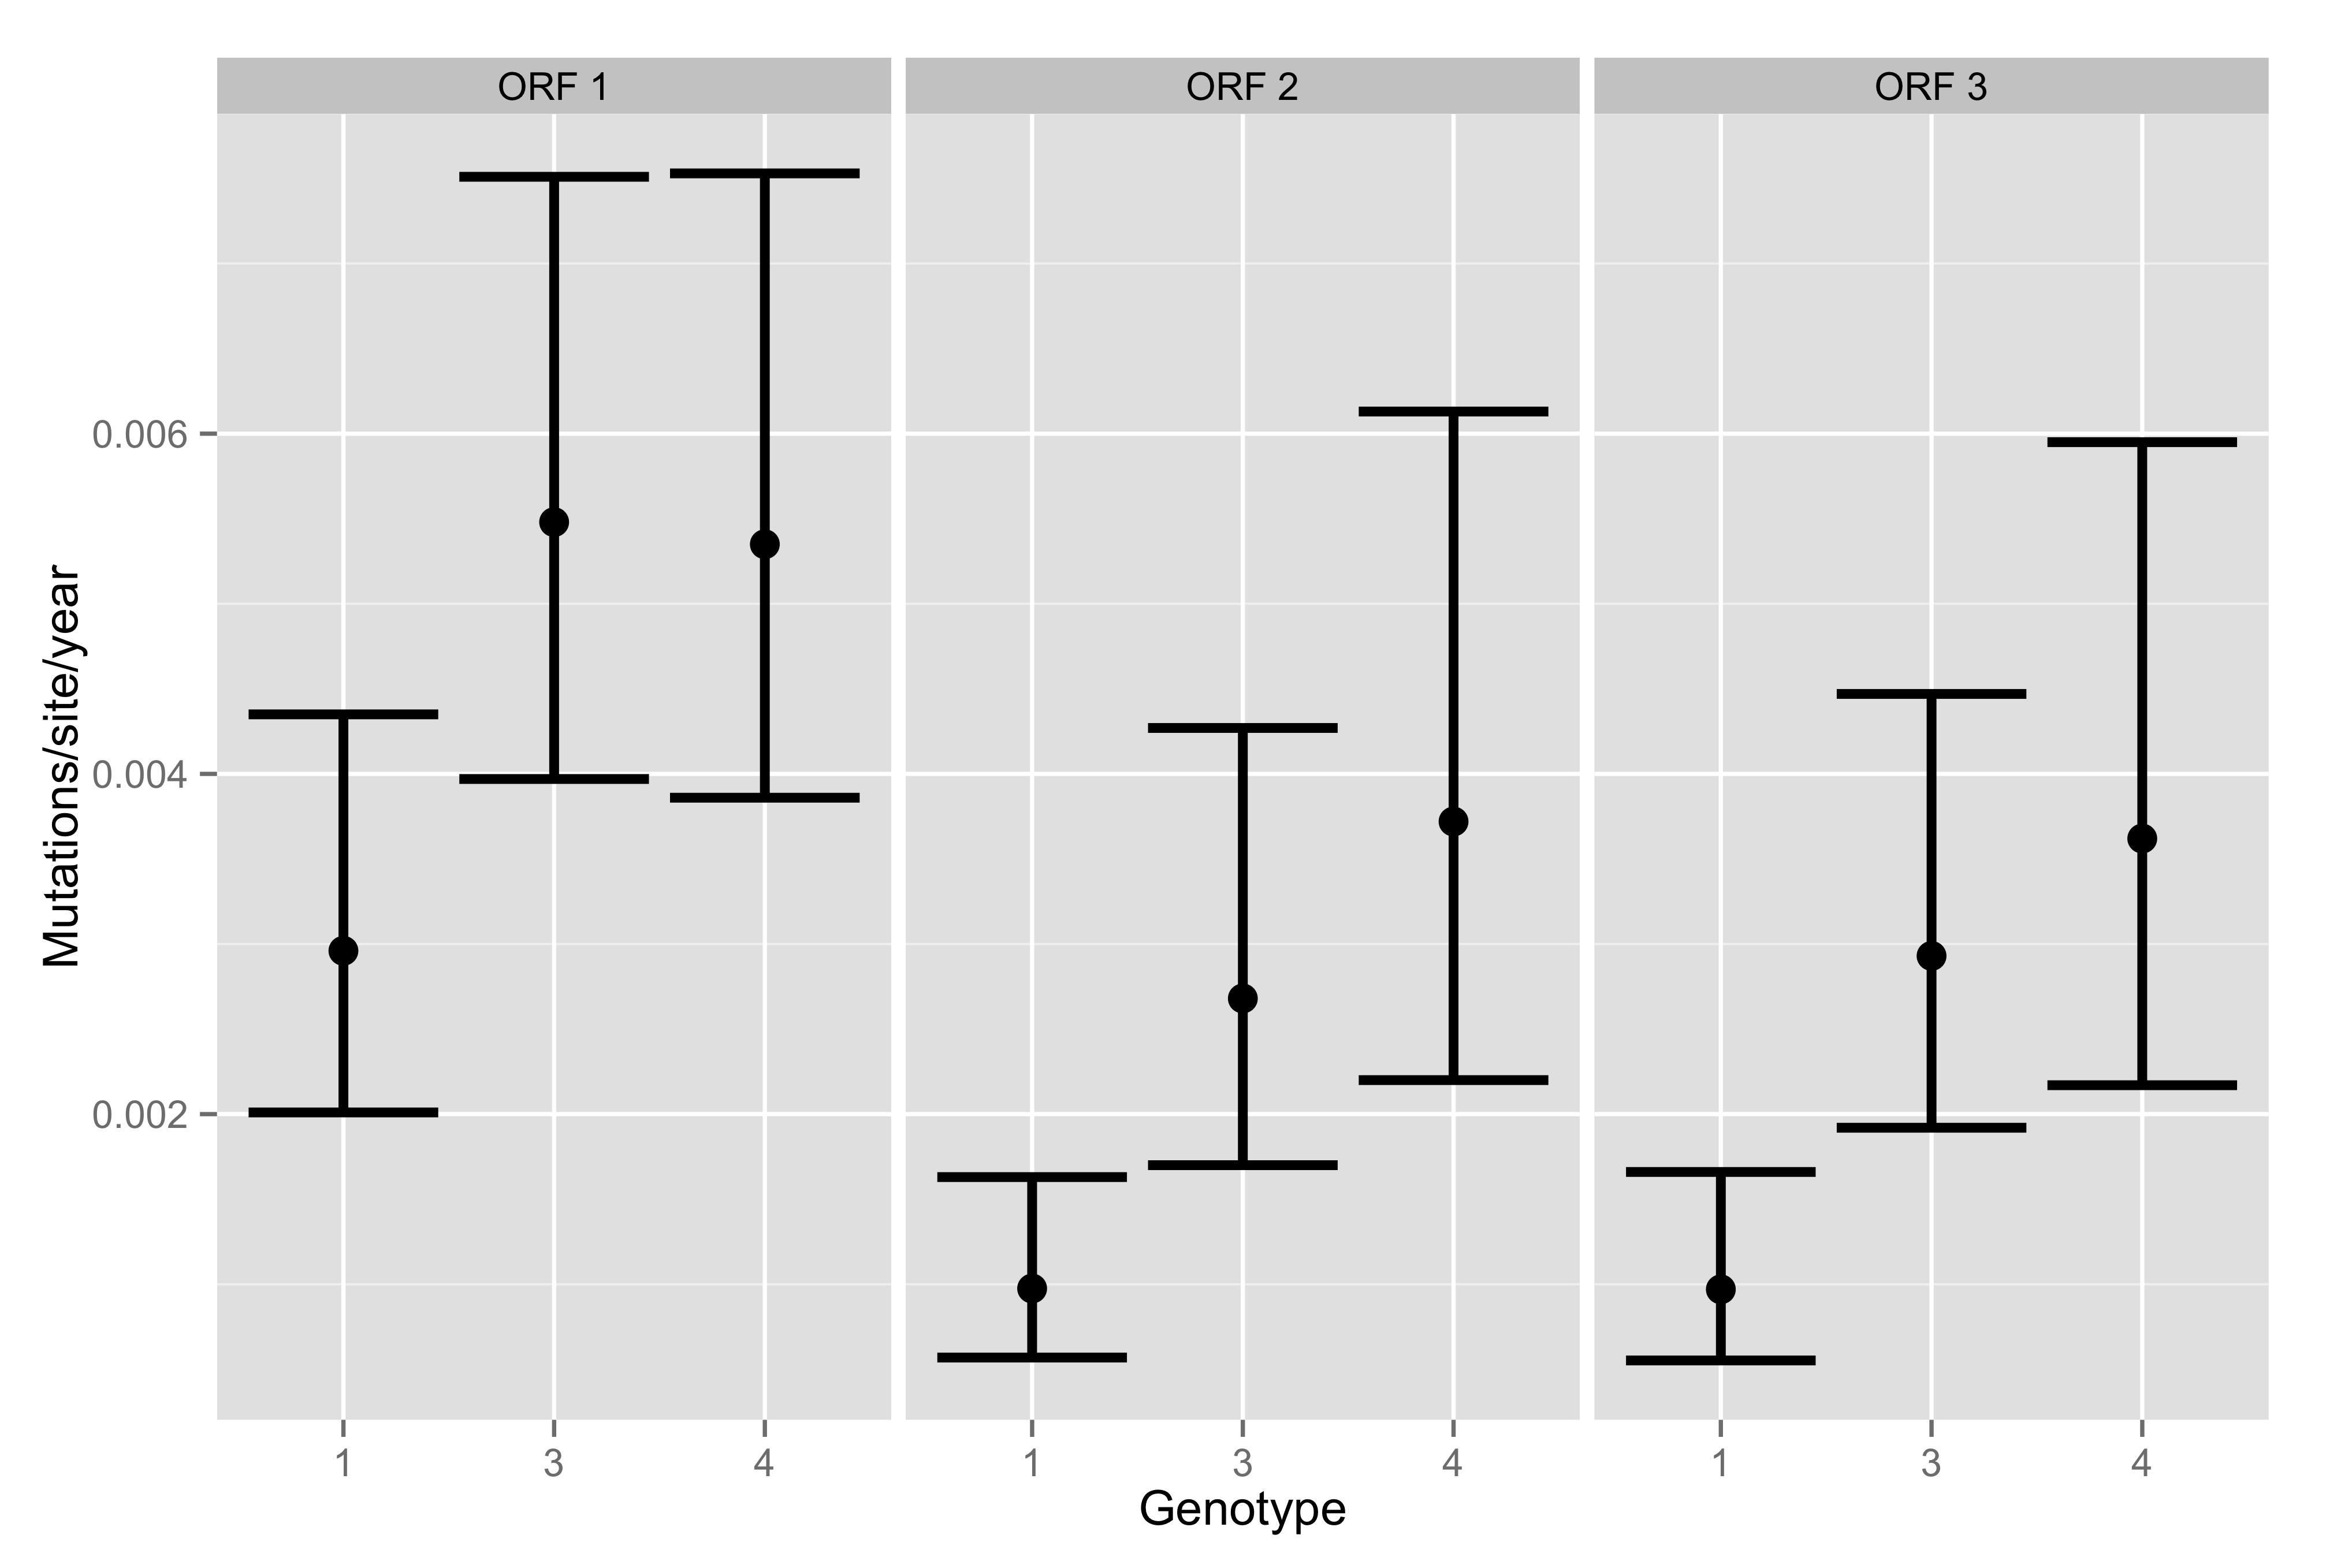 ORF 1
ORF 2
ORF 3
Mutations/site/year
0.006
0.004
0.002
1 3 4
1 3 4
1 3 4
Genotype